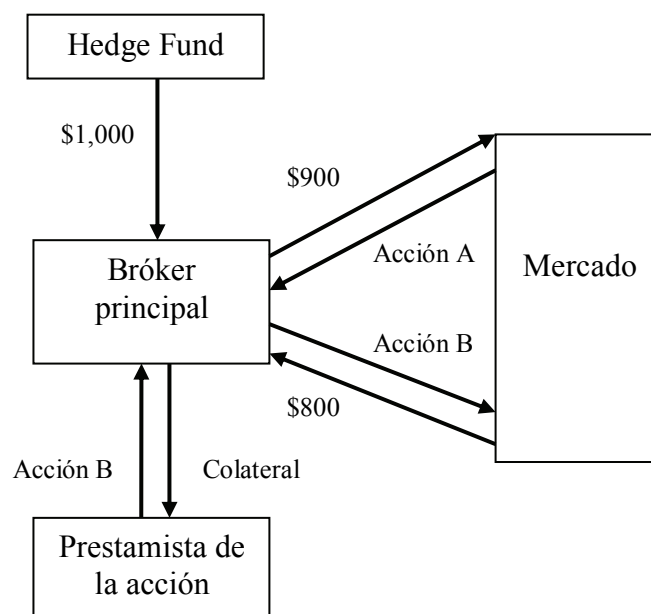 Hedge Fund
$1,000
$900
Acción A
Mercado
Bróker
principal
Acción B
$800
Acción B
Colateral
Prestamista de
la acción